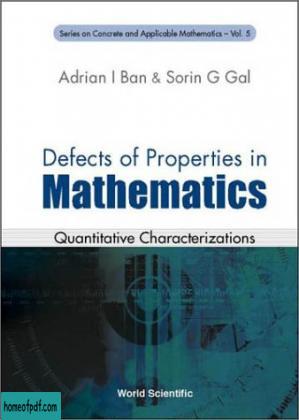 Series on Concrete and Applicable Mathematics – Vol. 5
Adrian I Ban & Sorin G Gal
Defects of Properties in
Mathematics
Quantitative Characterizations
World Scientific
homeofpdf.com